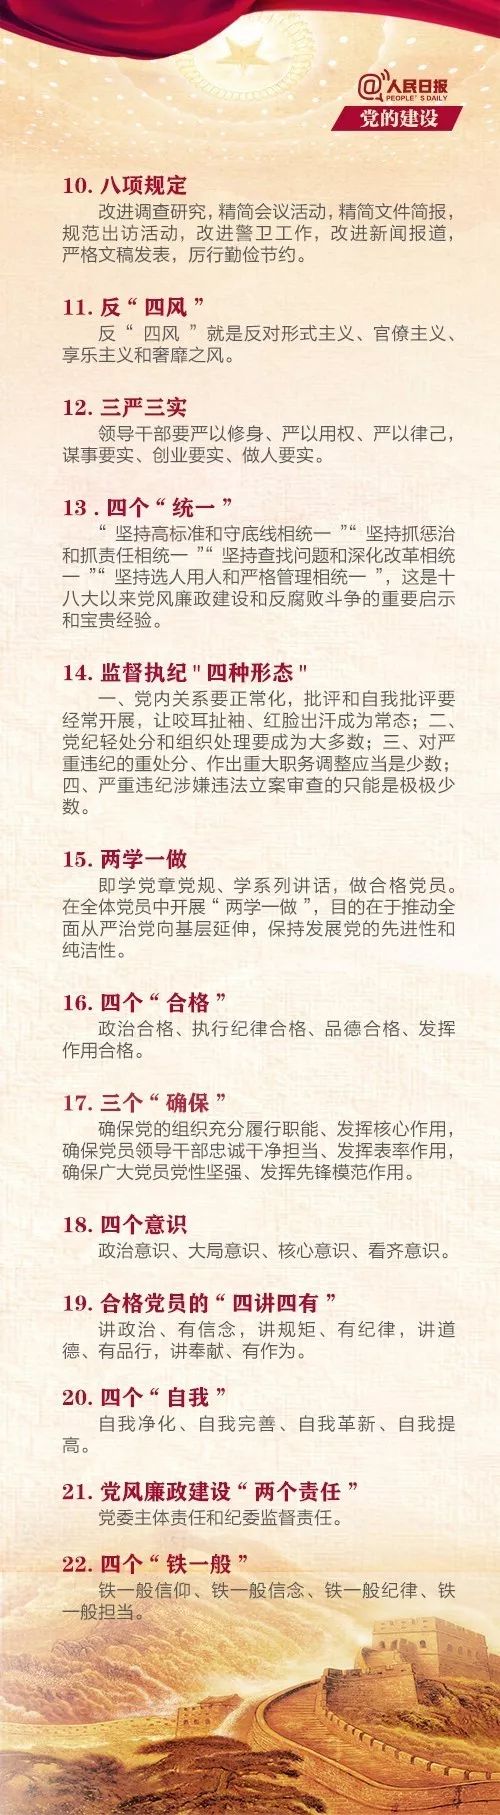 @人民日报
PEOPLE'S DAILY
党的建设
10. 八项规定
改进调查研究，精简会议活动，精简文件简报，
规范出访活动，改进警卫工作，改进新闻报道，
严格文稿发表，厉行勤俭节约。
11. 反“四风”
反“四风”就是反对形式主义、官僚主义、
享乐主义和奢靡之风。
12. 三严三实
领导干部要严以修身、严以用权、严以律己，
谋事要实、创业要实、做人要实。
13 . 四个“统一”
“坚持高标准和守底线相统一”“坚持抓惩治
和抓责任相统一”“坚持查找问题和深化改革相统
一”“坚持选人用人和严格管理相统一”，这是十
八大以来党风廉政建设和反腐败斗争的重要启示
和宝贵经验。
14. 监督执纪"四种形态"
一、党内关系要正常化，批评和自我批评要
经常开展，让咬耳扯袖、红脸出汗成为常态；二、
党纪轻处分和组织处理要成为大多数；三、对严
重违纪的重处分、作出重大职务调整应当是少数；
四、严重违纪涉嫌违法立案审查的只能是极极少
数。
15. 两学一做
即学党章党规、学系列讲话，做合格党员。
在全体党员中开展“两学一做”，目的在于推动全
面从严治党向基层延伸，保持发展党的先进性和
纯洁性。
16. 四个“合格”
政治合格、执行纪律合格、品德合格、发挥
作用合格。
17. 三个“确保”
确保党的组织充分履行职能、发挥核心作用，
确保党员领导干部忠诚干净担当、发挥表率作用，
确保广大党员党性坚强、发挥先锋模范作用。
18. 四个意识
政治意识、大局意识、核心意识、看齐意识。
19. 合格党员的“四讲四有”
讲政治、有信念，讲规矩、有纪律，讲道
德、有品行，讲奉献、有作为。
20. 四个“自我”
自我净化、自我完善、自我革新、自我提
高。
21. 党风廉政建设“两个责任”
党委主体责任和纪委监督责任。
22. 四个“铁一般”
铁一般信仰、铁一般信念、铁一般纪律、铁
一般担当。